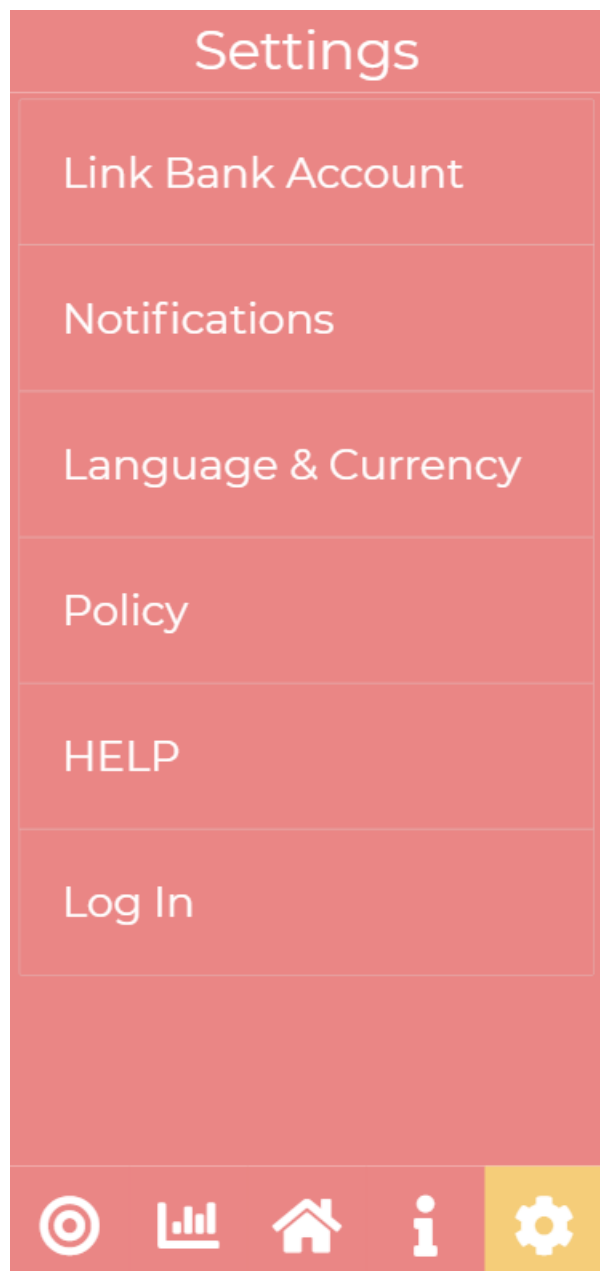 Settings
Link Bank Account
Notifications
Language & Currency
Policy
HELP
Log In